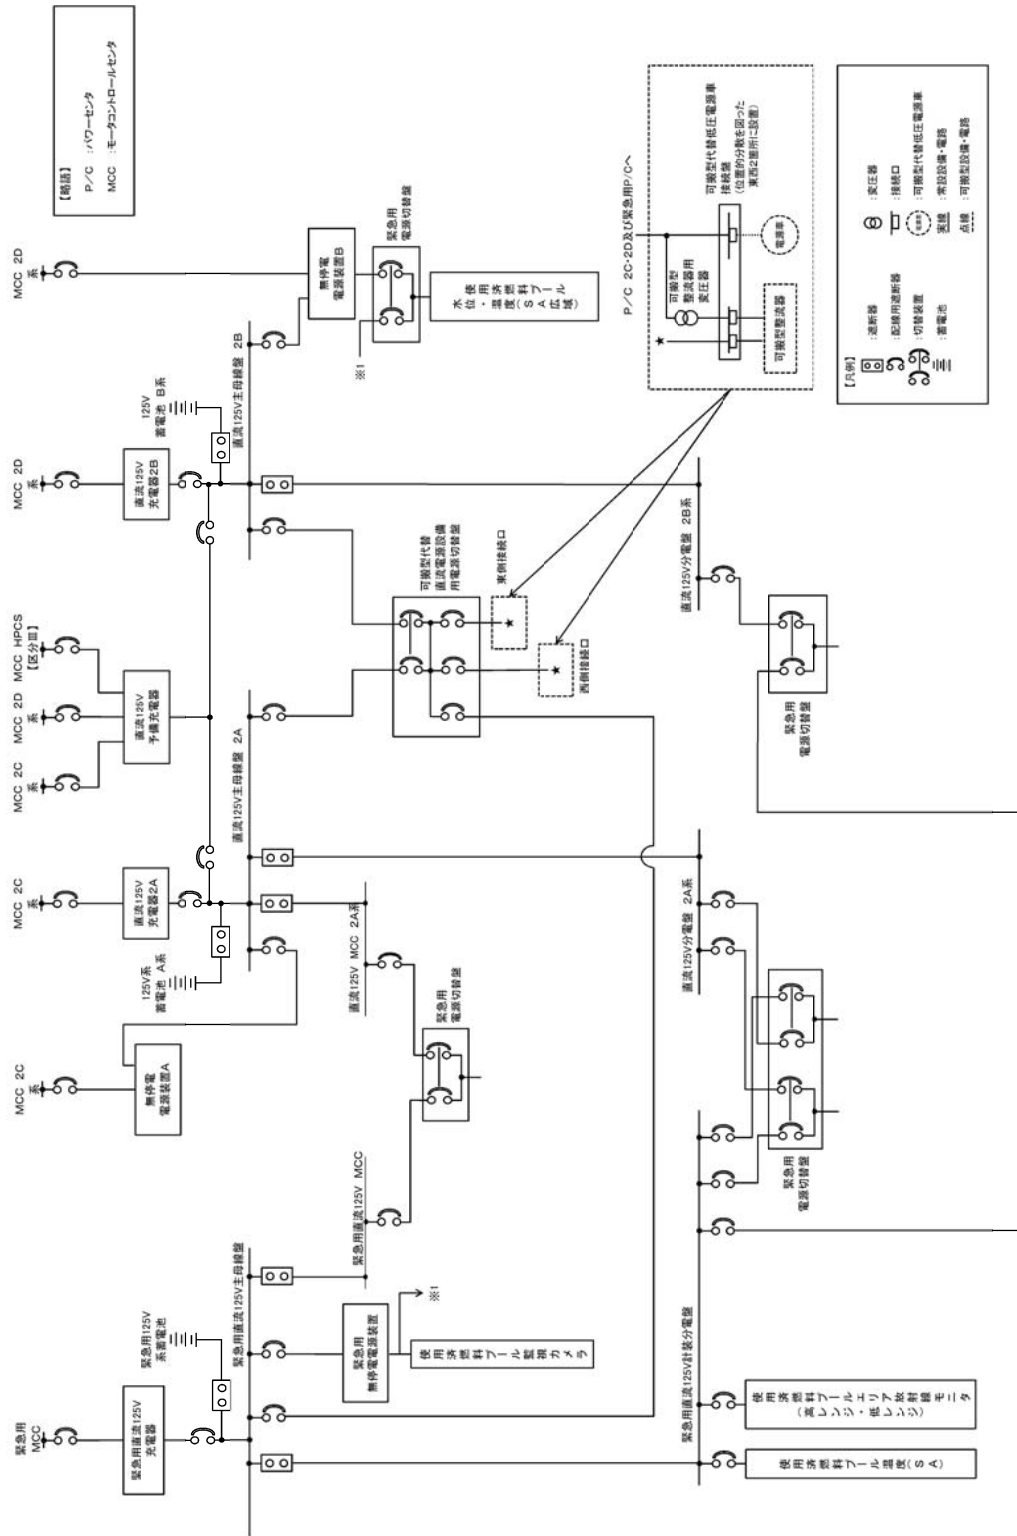 【略語】
P/C :パワーセンタ
MCC :モータコントロールセンタ
緊急用
MCC
緊急用直流125V
充電器
緊急用125V
系蓄電池
緊急用直流125V主母線盤
MCC 2C
系
無停電
電源装置A
MCC 2C
系
直流125V
充電器2A
125V系
蓄電池 A系
MCC 2C
系
MCC 2D
系
MCC HPCS
【区分Ⅲ】
直流125V
予備充電器
直流125V主母線盤 2A
MCC 2D
系
直流125V
充電器2B
125V
蓄電池 B系
直流125V主母線盤 2B
MCC 2D
系
無停電
電源装置B
緊急用
電源切替盤
※1
使用済燃料プール
水位・温度(SA広域)
緊急用
無停電電源装置
※1
使用済燃料プール監視カメラ
緊急用直流125V MCC
直流125V MCC 2A系
緊急用
電源切替盤
可搬型代替
直流電源設備
用電源切替盤
西側接続口
★
東側接続口
★
P/C 2C・2D及び緊急用P/Cへ
★
可搬型
整流器用
変圧器
可搬型代替低圧電源車
接続盤
(位置的分散を図った
東西2箇所に設置)
可搬型整流器
電源車
緊急用直流125V計装分電盤
使用済燃料プール温度(SA)
使用済燃料プールエリア放射線モニタ
(高レンジ・低レンジ)
緊急用
電源切替盤
直流125V分電盤 2A系
緊急用
電源切替盤
直流125V分電盤 2B系
【凡例】
:遮断器
:配線用遮断器
:切替装置
:蓄電池
:変圧器
:接続口
電源車
:可搬型代替低圧電源車
実線
:常設設備・電路
点線
:可搬型設備・電路